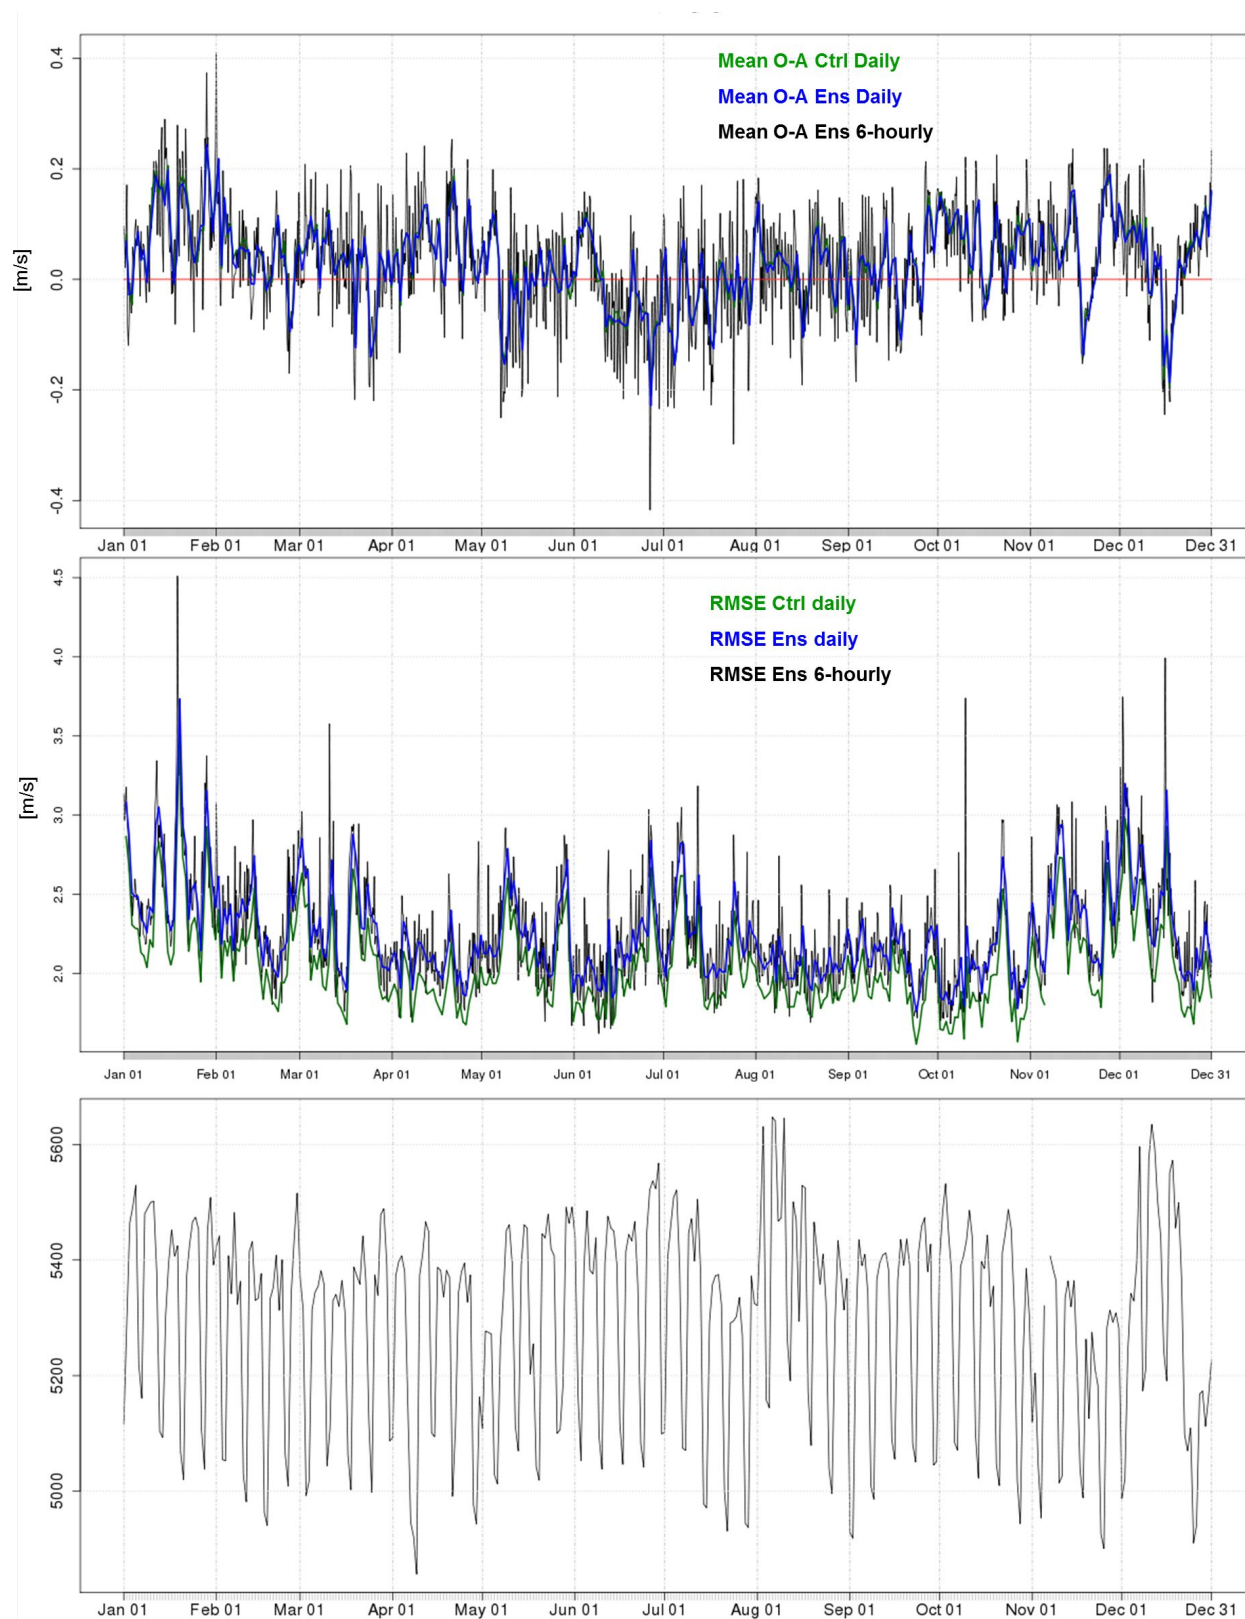 Mean O-A Ctrl Daily
Mean O-A Ens Daily
Mean O-A Ens 6-hourly
[m/s]
0.4
0.2
0.0
-0.2
-0.4
Jan 01 Feb 01 Mar 01 Apr 01 May 01 Jun 01 Jul 01 Aug 01 Sep 01 Oct 01 Nov 01 Dec 01 Dec 31
RMSE Ctrl daily
RMSE Ens daily
RMSE Ens 6-hourly
[m/s]
4.5
4.0
3.5
3.0
2.5
2.0
Jan 01 Feb 01 Mar 01 Apr 01 May 01 Jun 01 Jul 01 Aug 01 Sep 01 Oct 01 Nov 01 Dec 01 Dec 31
5600
5400
5200
5000
Jan 01 Feb 01 Mar 01 Apr 01 May 01 Jun 01 Jul 01 Aug 01 Sep 01 Oct 01 Nov 01 Dec 01 Dec 31